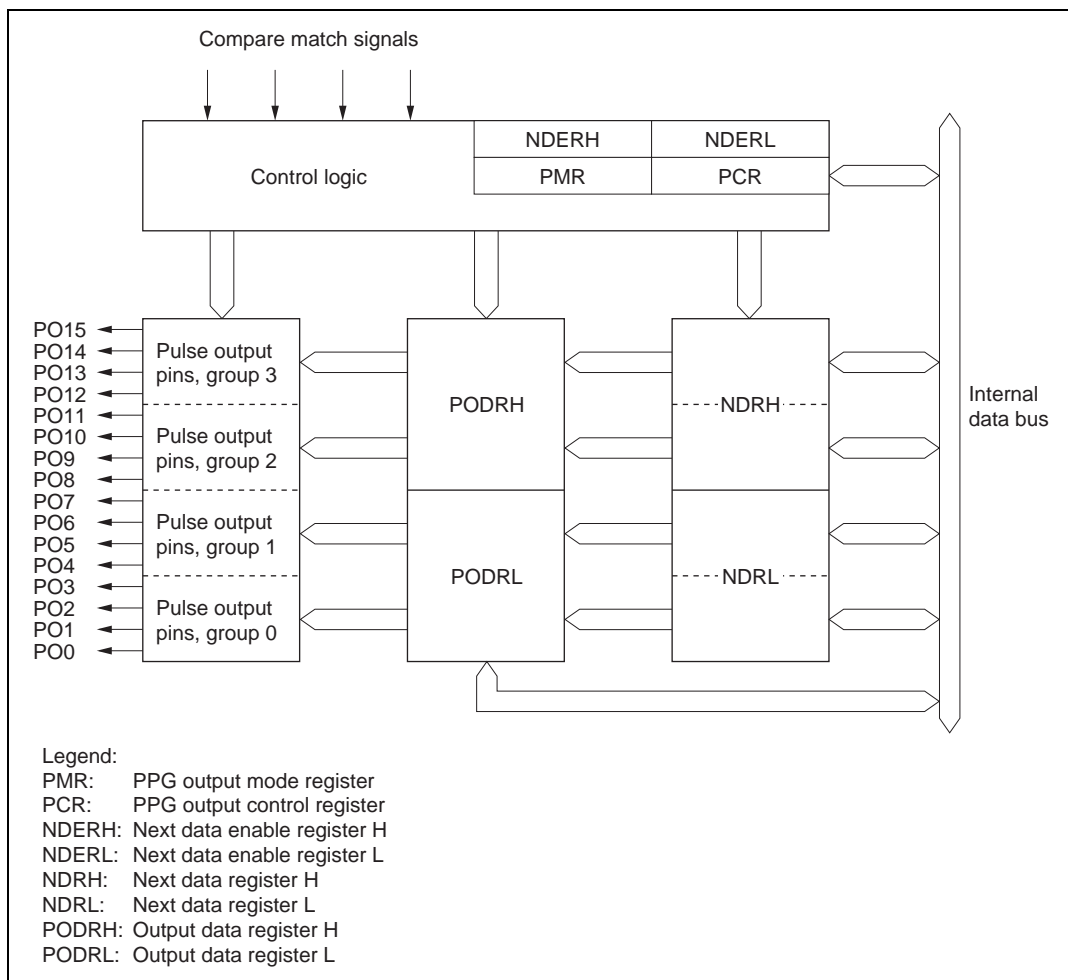 Compare match signals
NDERH
NDERL
Control logic
PMR
PCR
PO15
PO14
PO13
PO12
PO11
PO10
PO9
PO8
PO7
PO6
PO5
PO4
PO3
PO2
PO1
PO0
Pulse output
pins, group 3
Pulse output
pins, group 2
Pulse output
pins, group 1
Pulse output
pins, group 0
PODRH
PODRL
NDRH
NDRL
Internal
data bus
Legend:
PMR: PPG output mode register
PCR: PPG output control register
NDERH: Next data enable register H
NDERL: Next data enable register L
NDRH: Next data register H
NDRL: Next data register L
PODRH: Output data register H
PODRL: Output data register L